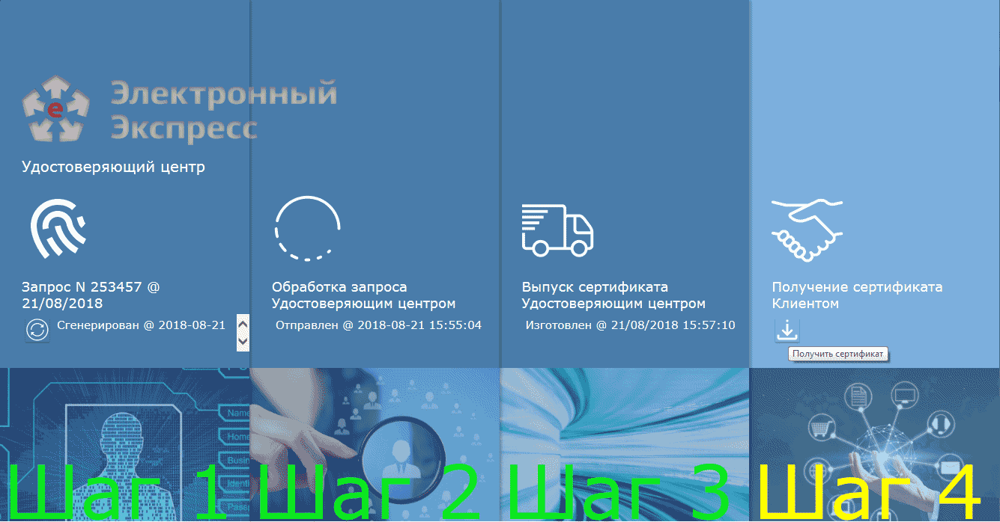 Электронный
Экспресс
Удостоверяющий центр
Запрос N 253457 @
21/08/2018
Сгенерирован @ 2018-08-21
Обработка запроса
Удостоверяющим центром
Отправлен @ 2018-08-21 15:55:04
Выпуск сертификата
Удостоверяющим центром
Изготовлен @ 21/08/2018 15:57:10
Получение сертификата
Клиентом
Получить сертификат
Name
Home
Busin
Identi
Passp
Шаг 1
Шаг 2
Шаг 3
Шаг 4